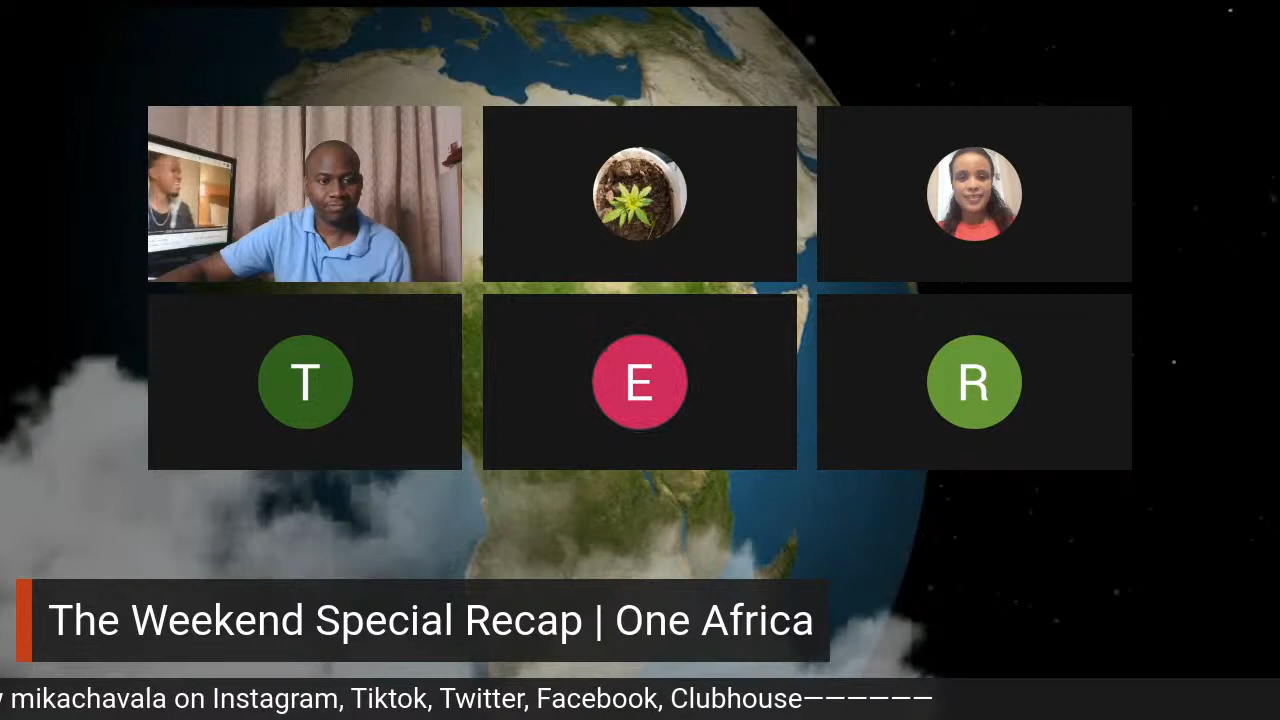 T
E
R
The Weekend Special Recap | One Africa
mikachavala on Instagram, Tiktok, Twitter, Facebook, Clubhouse——————